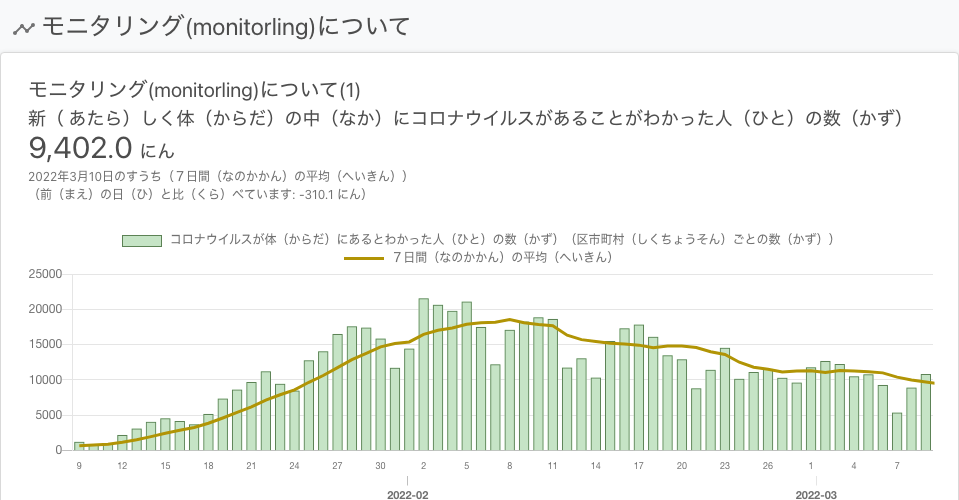 モニタリング(monitorling)について
モニタリング(monitorling)について(1)
新（ あたら）しく体（からだ）の中（なか）にコロナウイルスがあることがわかった人（ひと）の数（かず）
9,402.0 にん
2022年3月10日のすうち（７日間（なのかかん）の平均（へいきん））
（前（まえ）の日（ひ）と比（くら）べています: -310.1 にん）
コロナウイルスが体（からだ）にあるとわかった人（ひと）の数（かず）（区市町村（しくちょうそん）ごとの数（かず））
７日間（なのかかん）の平均（へいきん）
25000
20000
15000
10000
5000
0
9 12 15 18 21 24 27 30 2 5 8 11 14 17 20 23 26 1 4 7
2022-02 2022-03